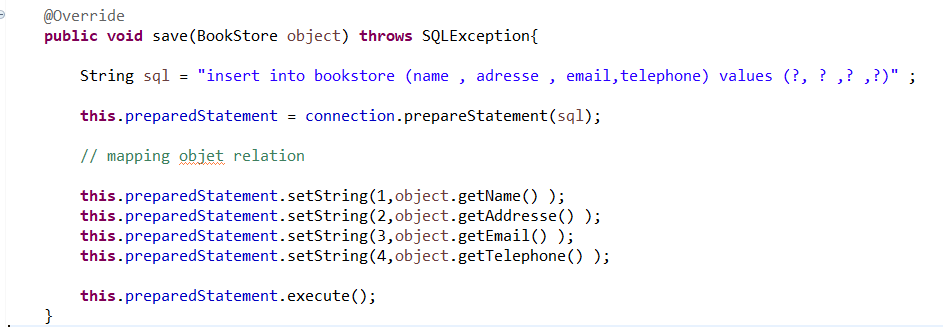 @Override
public void save(BookStore object) throws SQLException{
String sql = "insert into bookstore (name , adresse , email,telephone) values (?, ? ,? ,?)" ;
this.preparedStatement = connection.prepareStatement(sql);
// mapping objet relation
this.preparedStatement.setString(1,object.getName() );
this.preparedStatement.setString(2,object.getAddresse() );
this.preparedStatement.setString(3,object.getEmail() );
this.preparedStatement.setString(4,object.getTelephone() );
this.preparedStatement.execute();
}